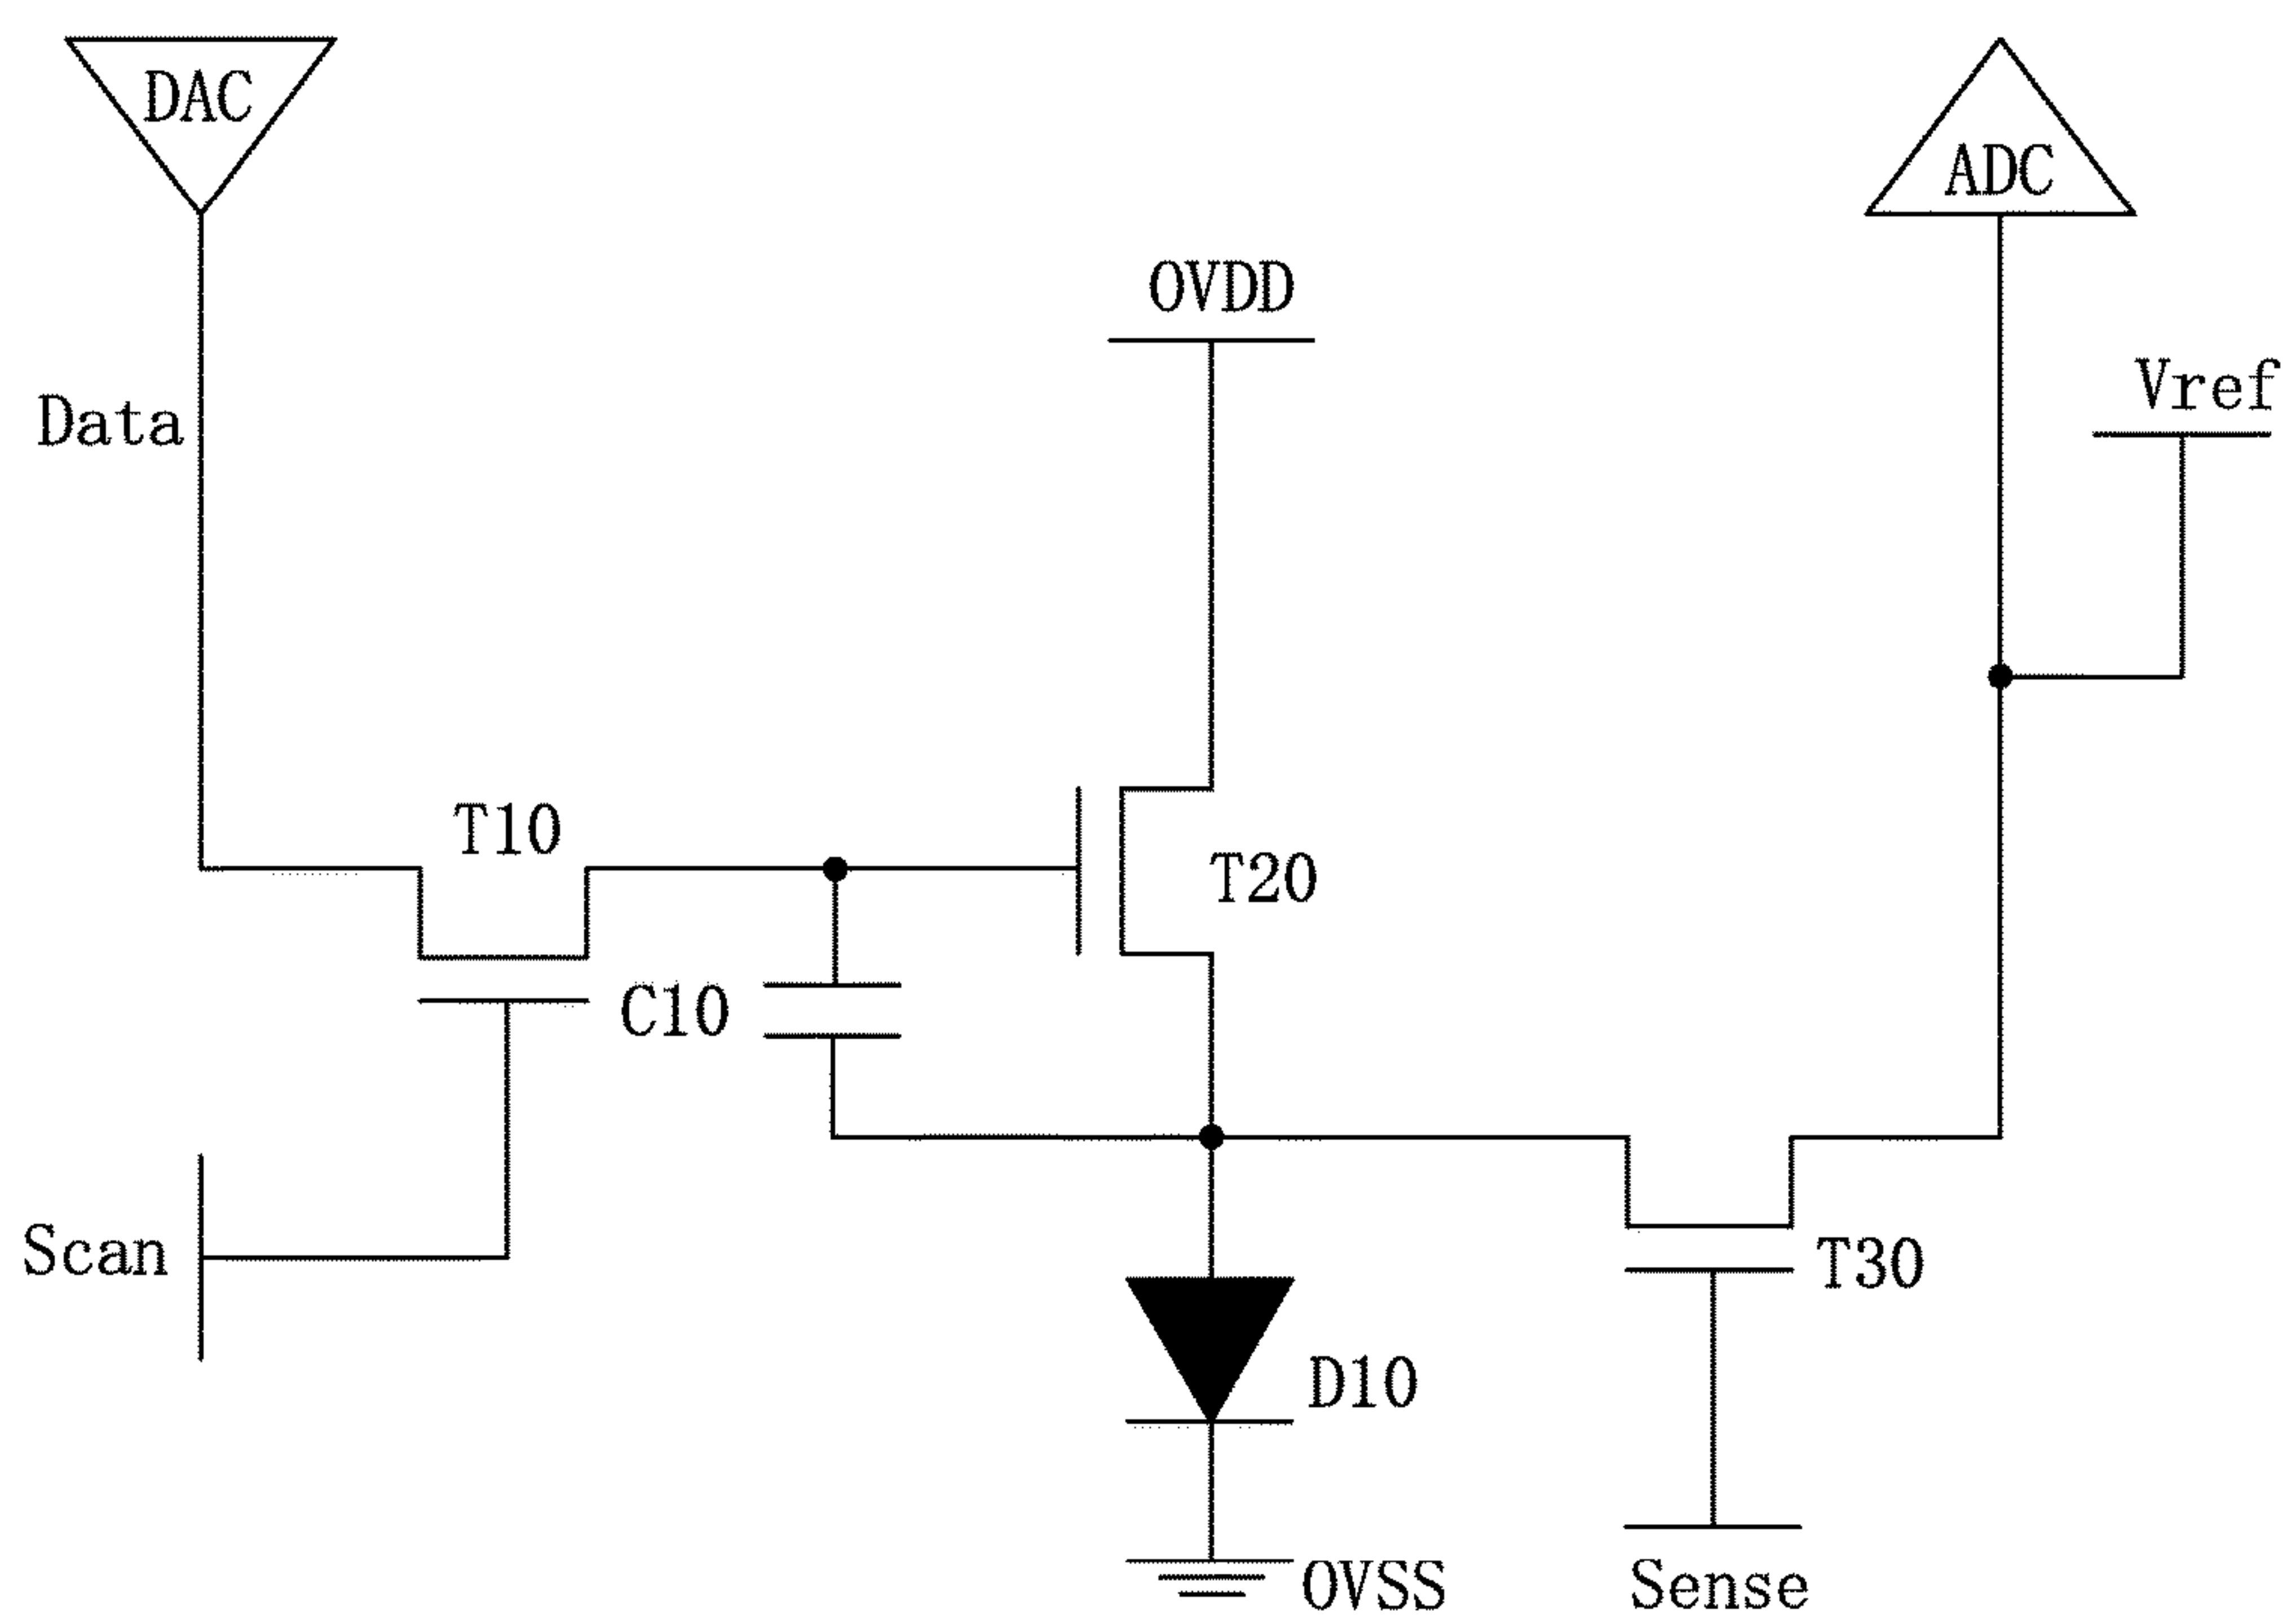 DAC
ADC
OVDD
Vref
Data
T10
T20
C10
Scan
T30
D10
OVSS
Sense